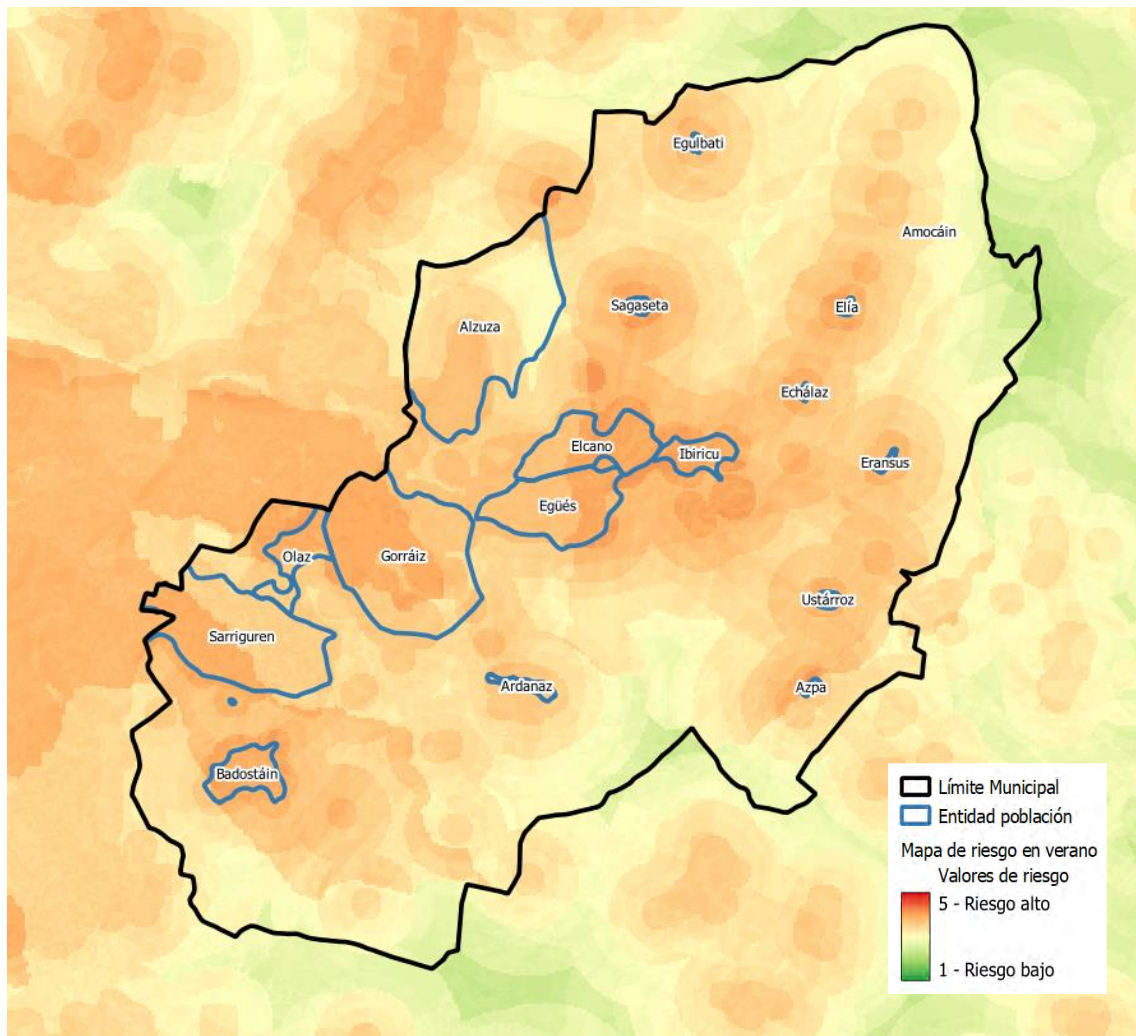 Egulbati
Amocáin
Sagaseta
Elía
Alzuza
Echálaz
Elcano
Ibiricu
Eransus
Egüés
Olaz
Gorráiz
Ustárroz
Sarriguren
Ardanaz
Azpa
Badostáin
Límite Municipal
Entidad población
Mapa de riesgo en verano
Valores de riesgo
5 - Riesgo alto
1 - Riesgo bajo